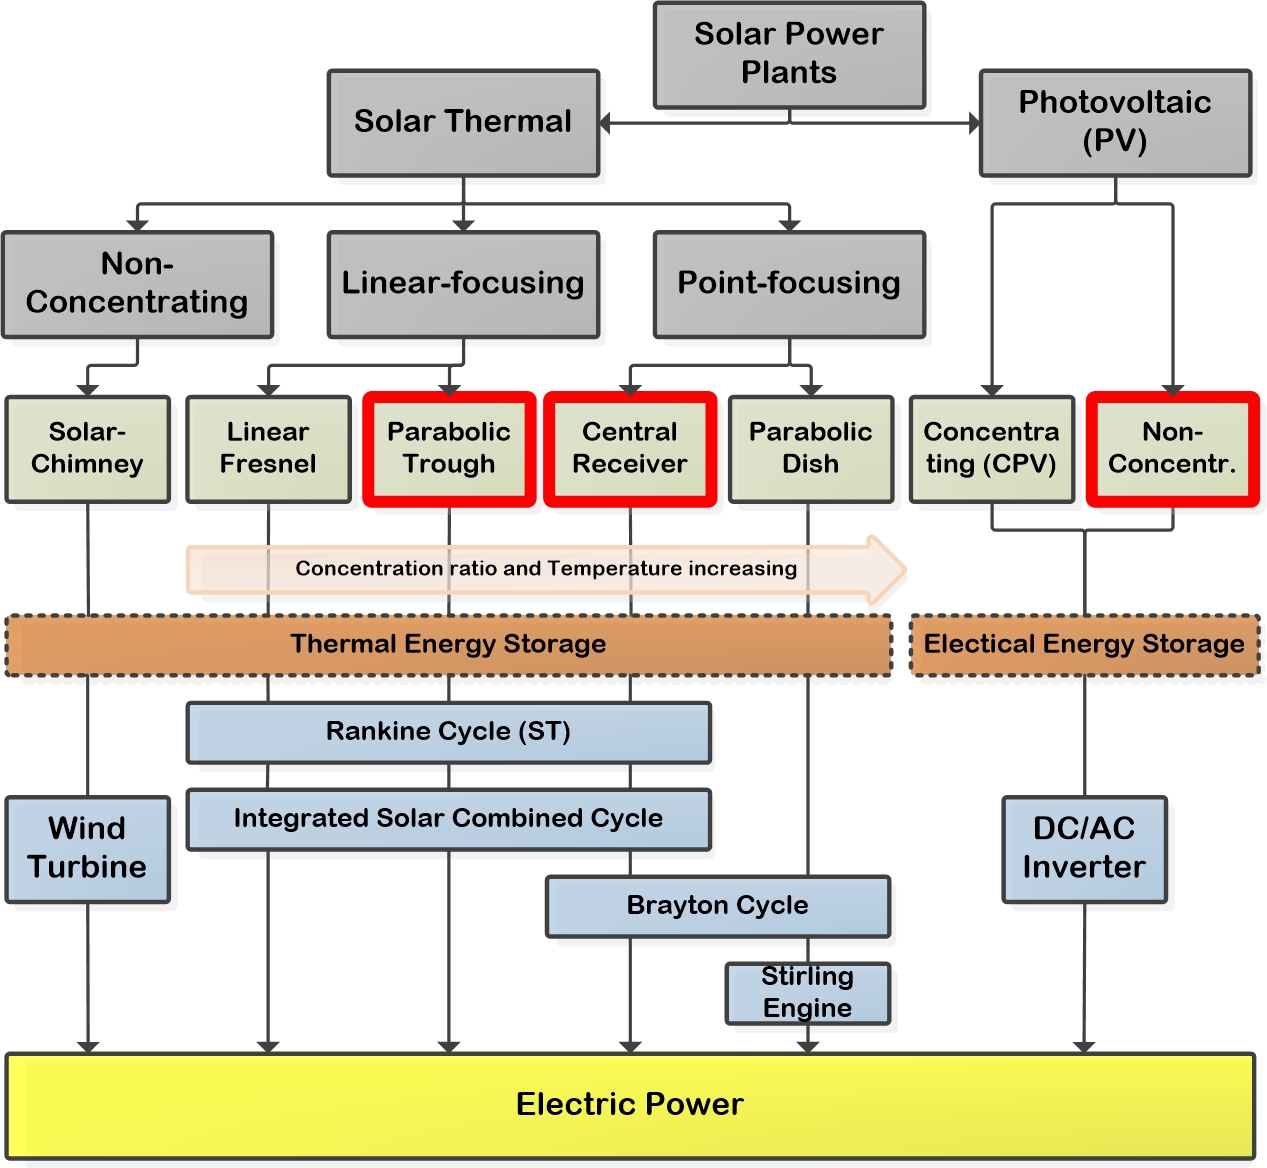 Solar Power
Plants
Solar Thermal
Photovoltaic
(PV)
Non-
Concentrating
Linear-focusing
Point-focusing
Solar-
Chimney
Linear
Fresnel
Parabolic
Trough
Central
Receiver
Parabolic
Dish
Concentra
ting (CPV)
Non-
Concentr.
Concentration ratio and Temperature increasing
Thermal Energy Storage
Electical Energy Storage
Rankine Cycle (ST)
Integrated Solar Combined Cycle
Wind
Turbine
DC/AC
Inverter
Brayton Cycle
Stirling
Engine
Electric Power